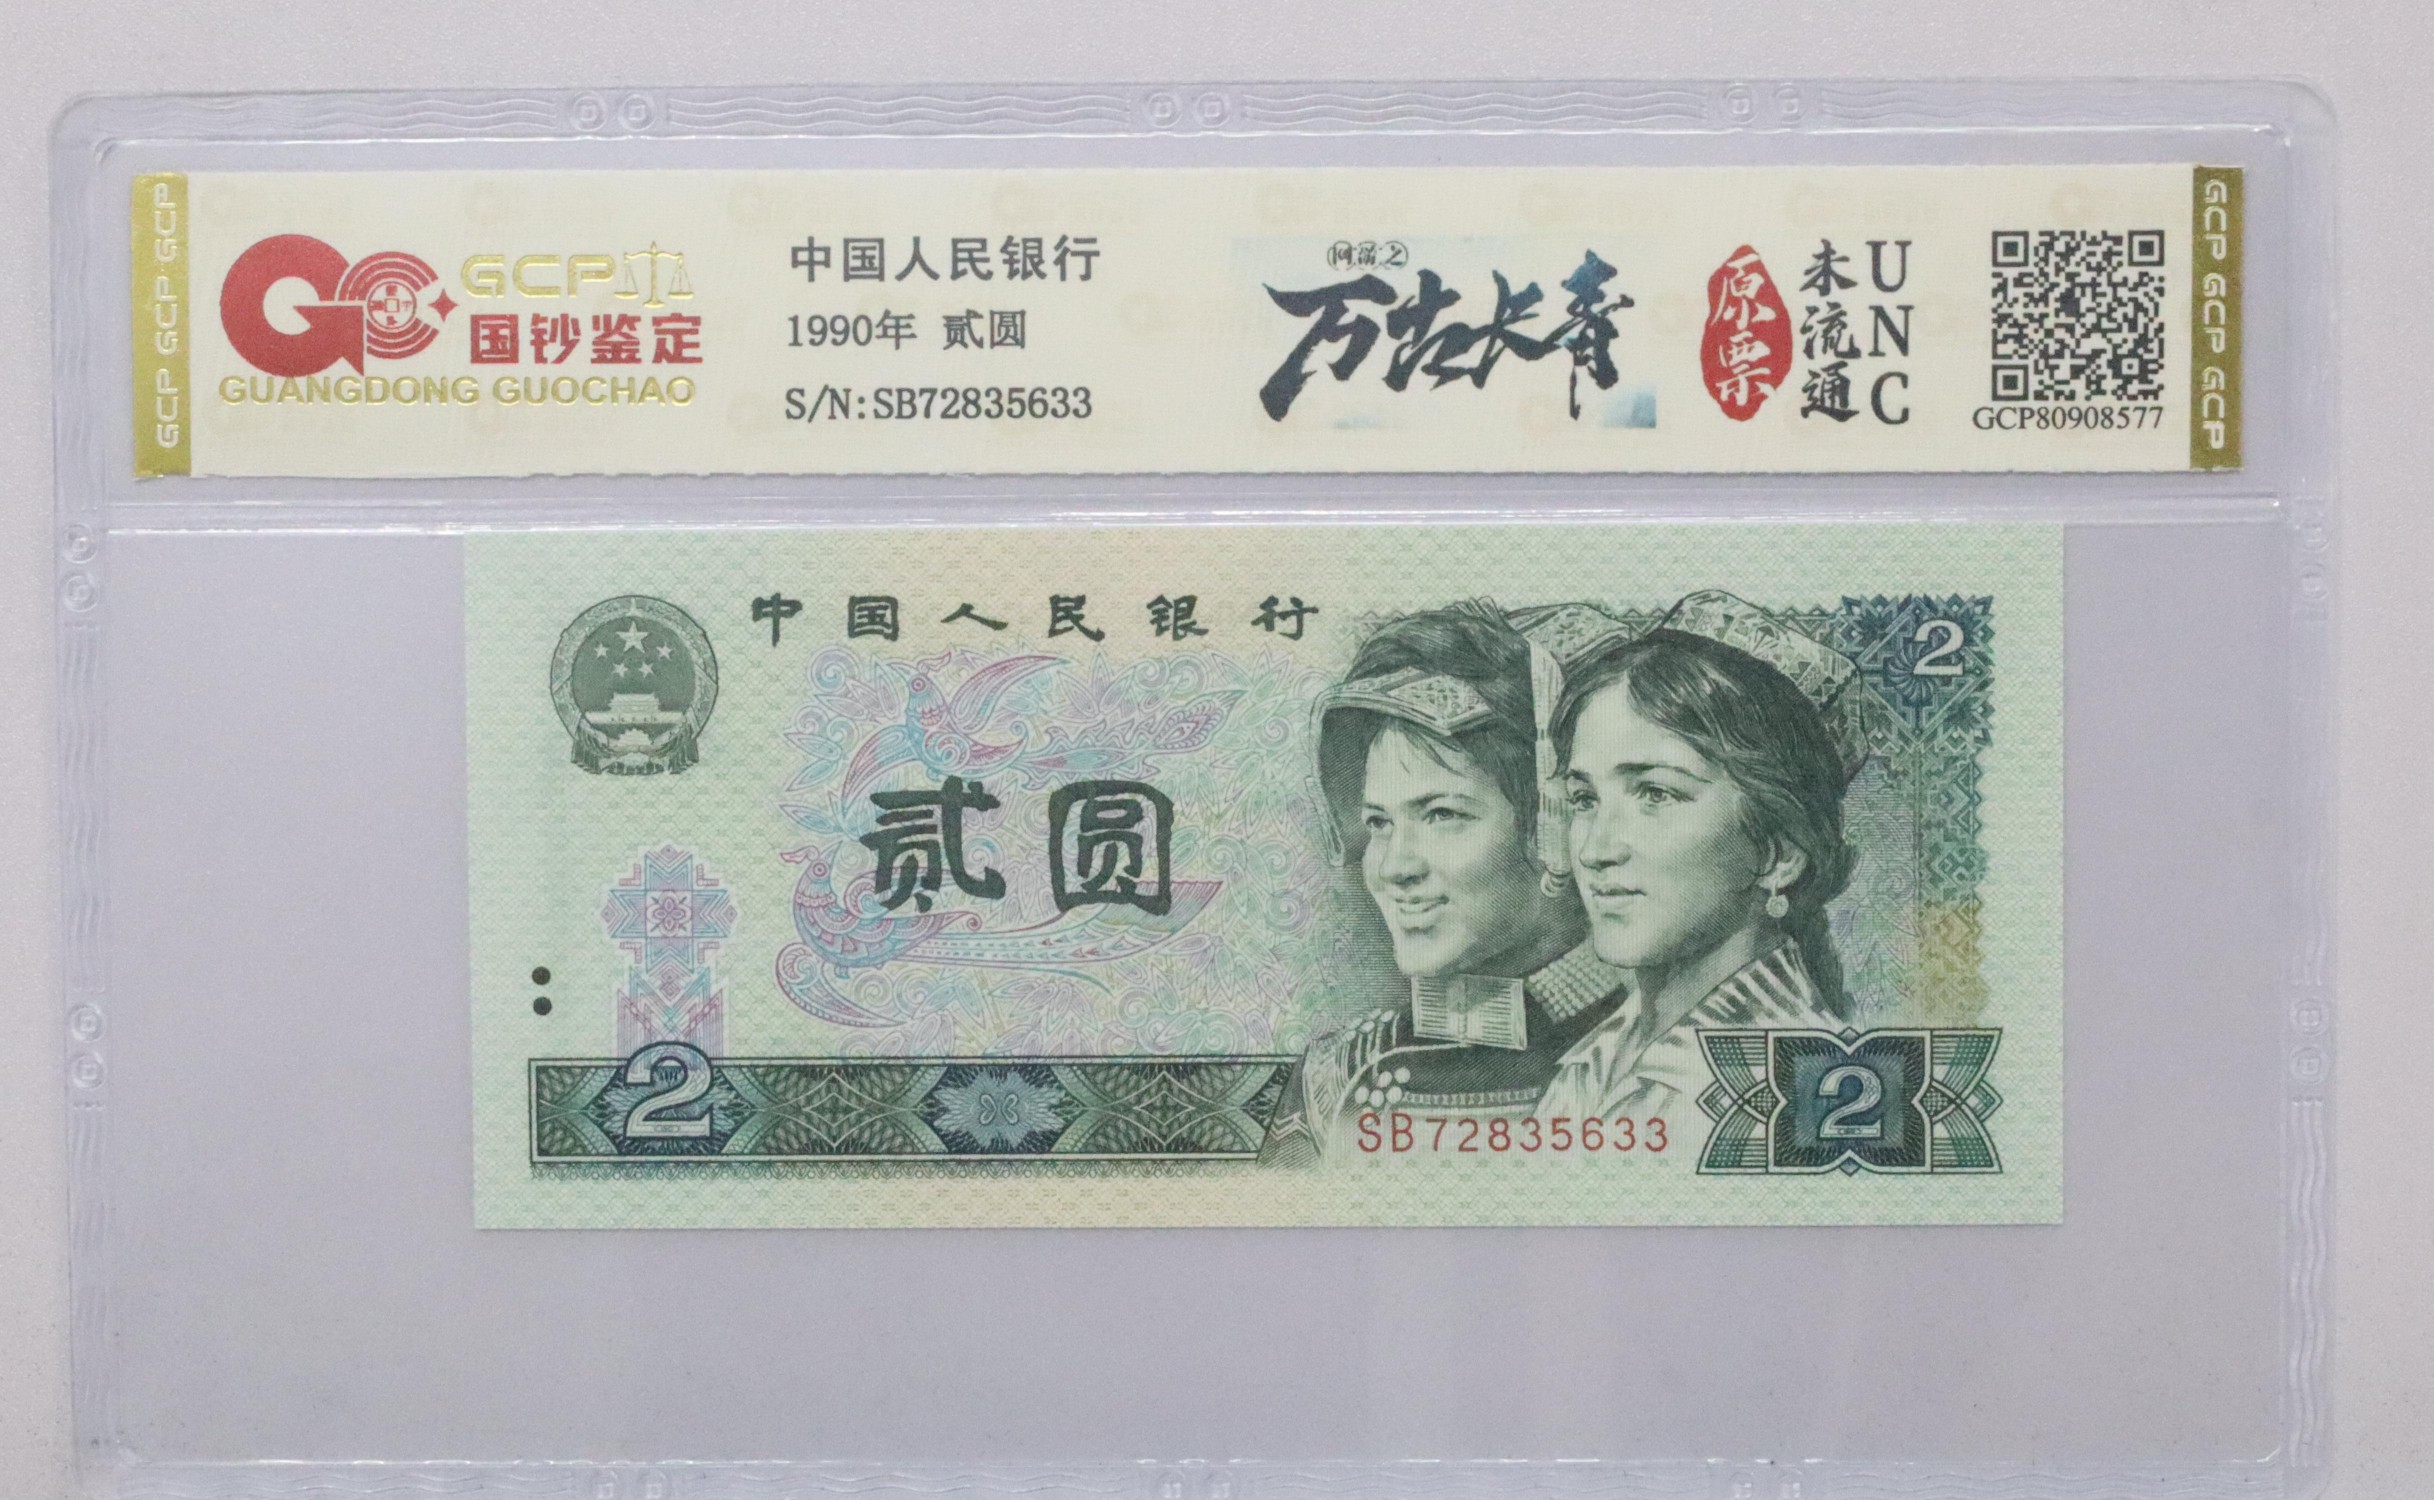 GCP GCP GCP
GCP
国钞鉴定
GUANGDONG GUOCHAO
中国人民银行
1990年 贰圆
S/N:SB72835633
万古长青
原票
未流通
UNC
GCP80908577
GCP GCP GCP
中国人民银行
2
贰圆
2
SB72835633
2